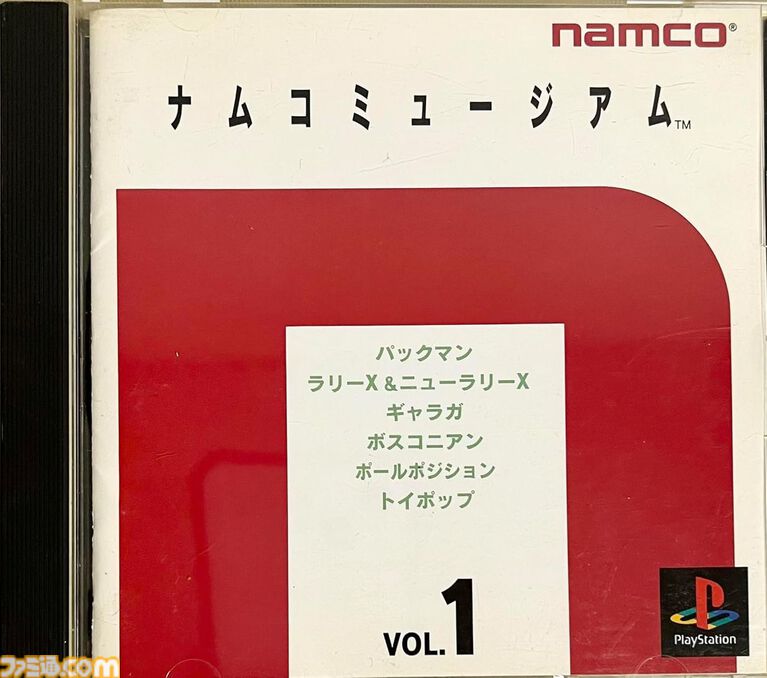 namco®
ナムコミュージアム™
パックマン
ラリーX&ニューラリーX
ギャラガ
ボスコニアン
ポールポジション
トイポップ
VOL.1
PlayStation
ファミ通.com